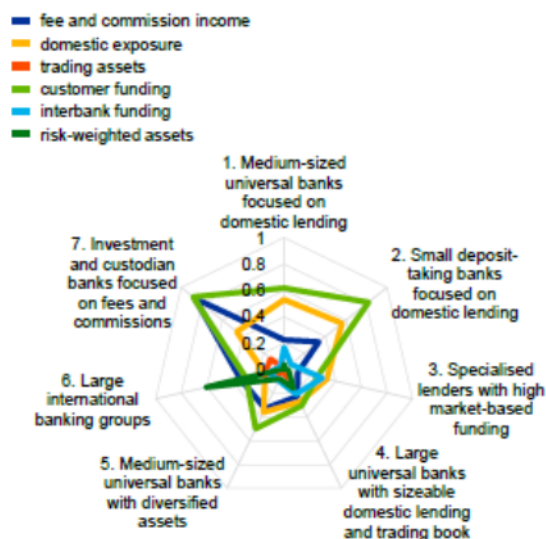 fee and commission income
domestic exposure
trading assets
customer funding
interbank funding
risk-weighted assets
1. Medium-sized
universal banks
focused on
domestic lending
1
0.8
0.6
0.4
0.2
0
2. Small deposit-
taking banks
focused on
domestic lending
3. Specialised
lenders with high
market-based
funding
4. Large
universal banks
with sizeable
domestic lending
and trading book
5. Medium-sized
universal banks
with diversified
assets
6. Large
international
banking groups
7. Investment
and custodian
banks focused
on fees and
commissions